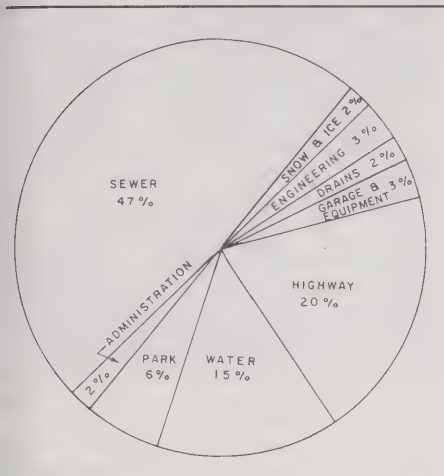 SNOW & ICE 2%
ENGINEERING 3%
DRAINS 2%
GARAGE & 3%
EQUIPMENT
HIGHWAY
20%
WATER
15%
PARK
6%
ADMINISTRATION
2%
SEWER
47%